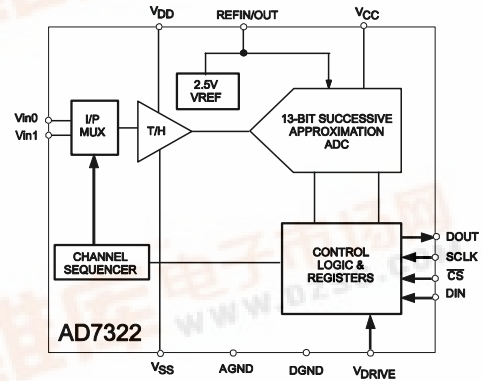 VDD
REFIN/OUT
VCC
2.5V
VREF
Vin0
Vin1
I/P
MUX
T/H
13-BIT SUCCESSIVE
APPROXIMATION
ADC
CHANNEL
SEQUENCER
CONTROL
LOGIC &
REGISTERS
DOUT
SCLK
CS
DIN
AD7322
VSS
AGND
DGND
VDRIVE